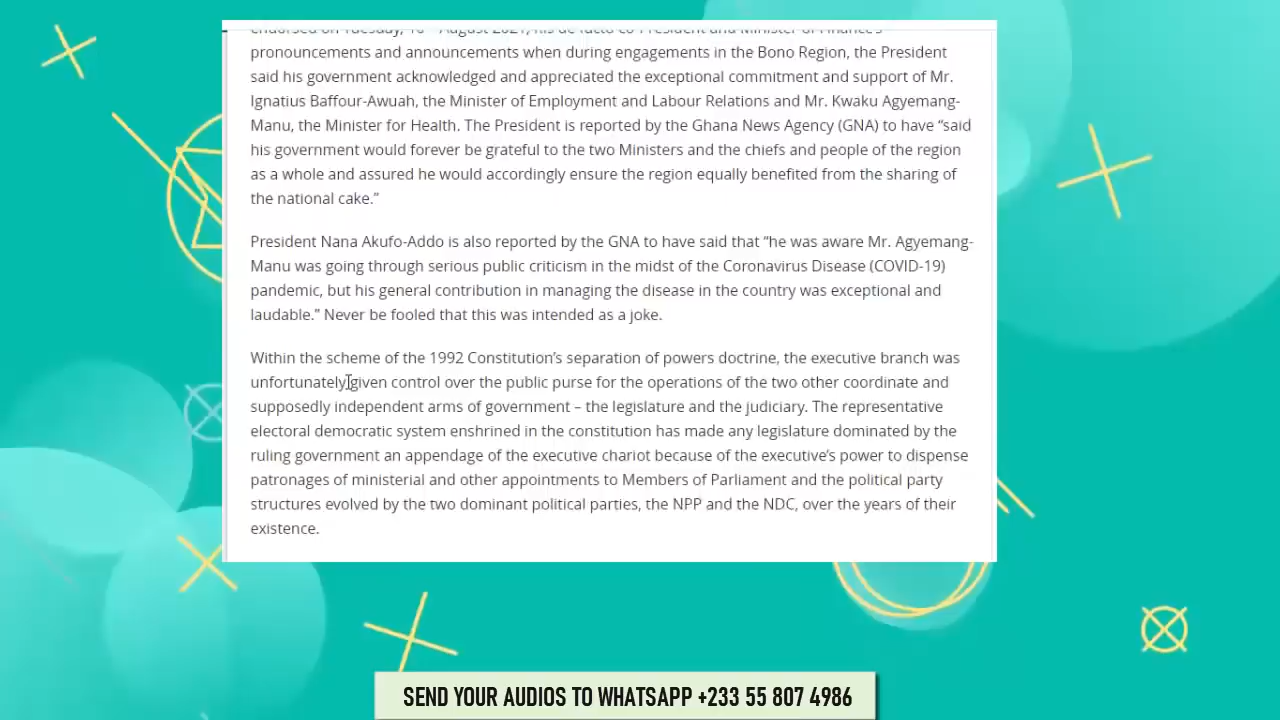 endorsed on Tuesday, August 2021, his de facto co-President and Minister of Finance's
pronouncements and announcements when during engagements in the Bono Region, the President
said his government acknowledged and appreciated the exceptional commitment and support of Mr.
Ignatius Baffour-Awuah, the Minister of Employment and Labour Relations and Mr. Kwaku Agyemang-
Manu, the Minister for Health. The President is reported by the Ghana News Agency (GNA) to have “said
his government would forever be grateful to the two Ministers and the chiefs and people of the region
as a whole and assured he would accordingly ensure the region equally benefited from the sharing of
the national cake.”
President Nana Akufo-Addo is also reported by the GNA to have said that “he was aware Mr. Agyemang-
Manu was going through serious public criticism in the midst of the Coronavirus Disease (COVID-19)
pandemic, but his general contribution in managing the disease in the country was exceptional and
laudable.” Never be fooled that this was intended as a joke.
Within the scheme of the 1992 Constitution’s separation of powers doctrine, the executive branch was
unfortunately given control over the public purse for the operations of the two other coordinate and
supposedly independent arms of government – the legislature and the judiciary. The representative
electoral democratic system enshrined in the constitution has made any legislature dominated by the
ruling government an appendage of the executive chariot because of the executive’s power to dispense
patronages of ministerial and other appointments to Members of Parliament and the political party
structures evolved by the two dominant political parties, the NPP and the NDC, over the years of their
existence.
SEND YOUR AUDIOS TO WHATSAPP +233 55 807 4986